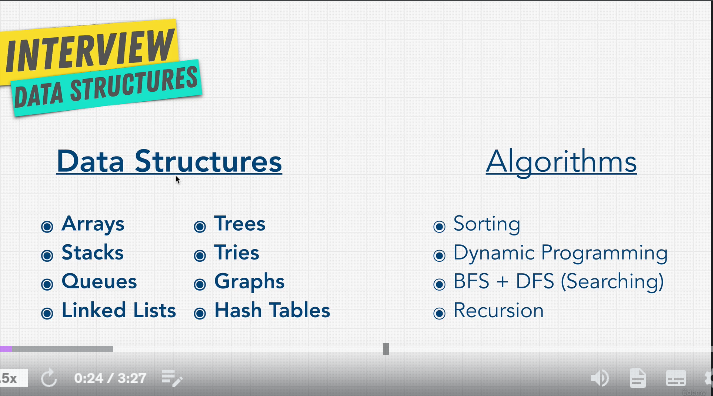 INTERVIEW
DATA STRUCTURES
Data Structures
Arrays
Stacks
Queues
Linked Lists
Trees
Tries
Graphs
Hash Tables
Algorithms
Sorting
Dynamic Programming
BFS + DFS (Searching)
Recursion
.5x
0:24 / 3:27